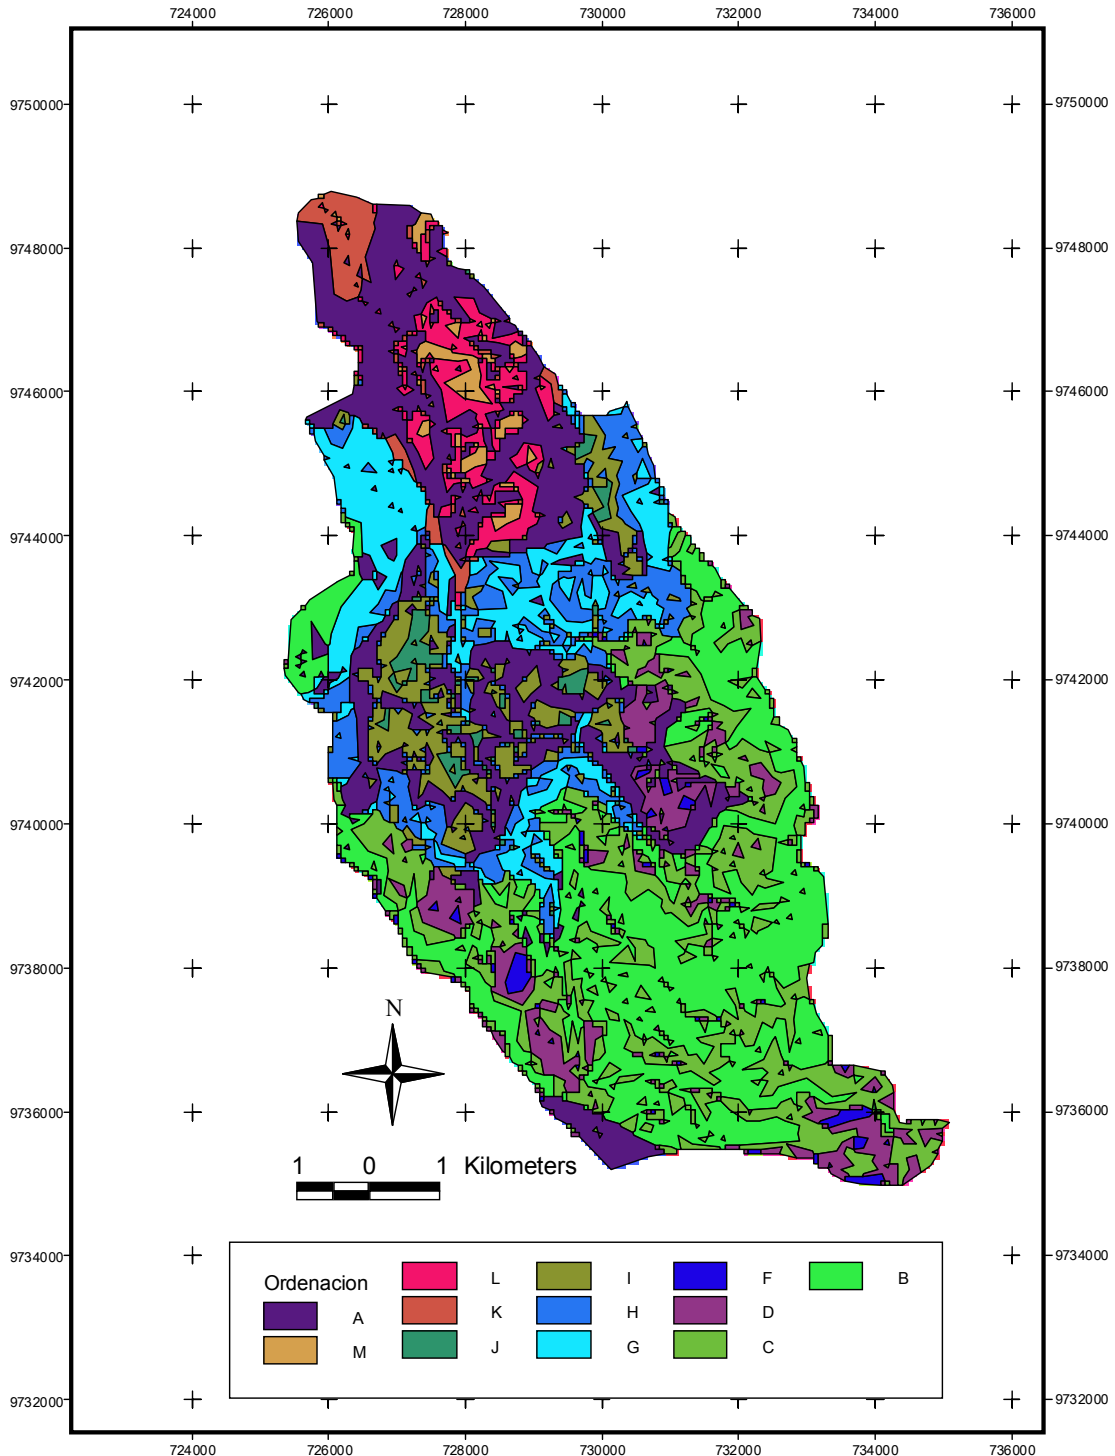 724000 726000 728000 730000 732000 734000 736000
9750000 9750000
9748000 9748000
9746000 9746000
9744000 9744000
9742000 9742000
9740000 9740000
9738000 9738000
N
9736000 9736000
1 0 1 Kilometers
9734000 9734000
Ordenacion
L I F B
A K H D
M J G C
9732000 9732000
724000 726000 728000 730000 732000 734000 736000